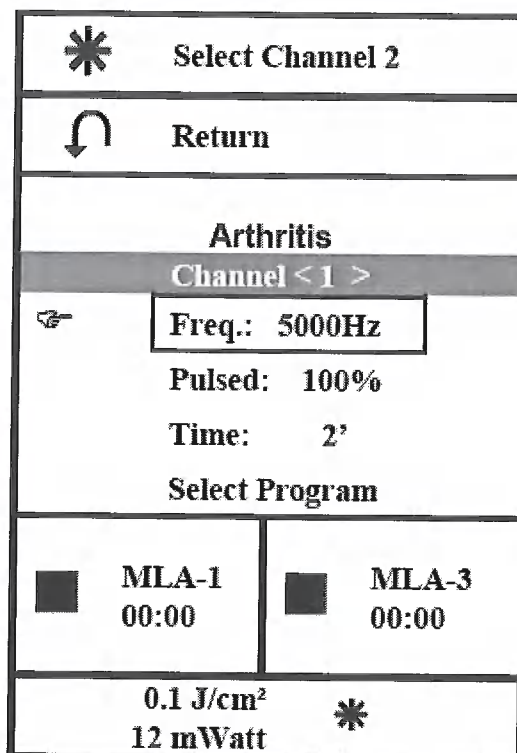 Select Channel 2
Return
Arthritis
Channel < 1 >
Freq.: 5000Hz
Pulsed: 100%
Time: 2’
Select Program
MLA-1
00:00
MLA-3
00:00
0.1 J/cm²
12 mWatt